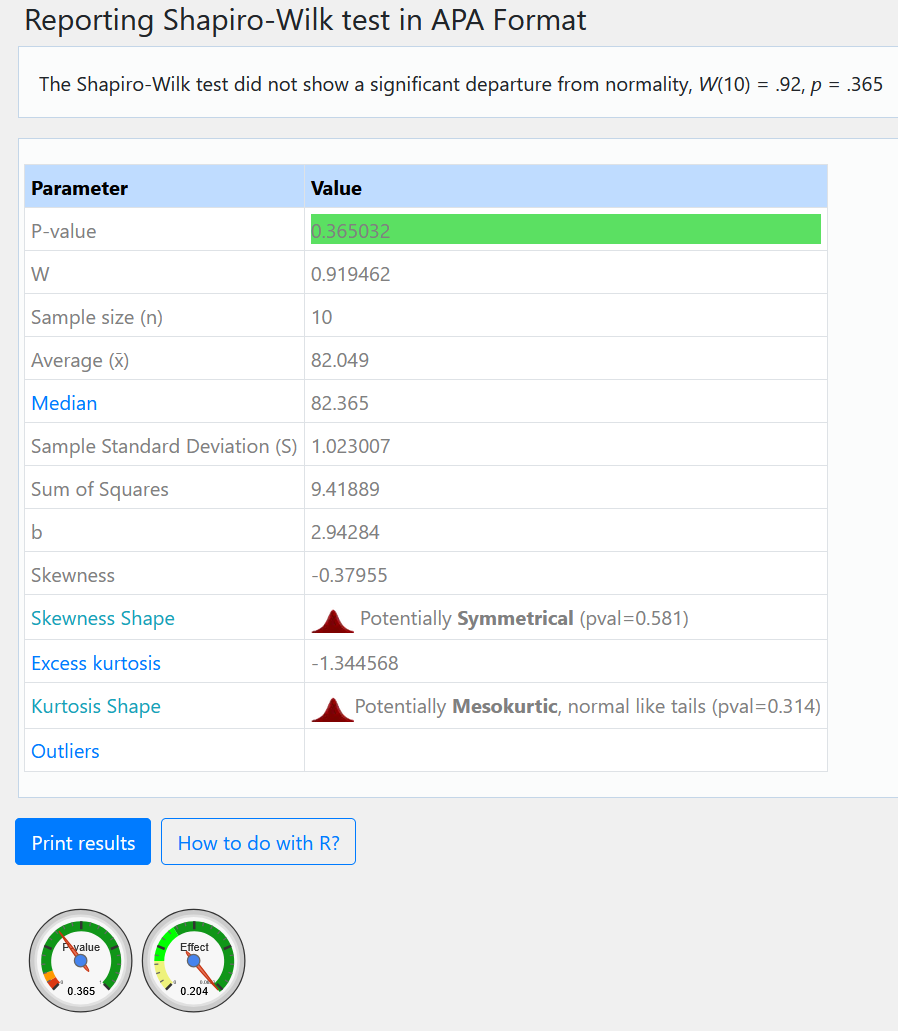 Reporting Shapiro-Wilk test in APA Format
The Shapiro-Wilk test did not show a significant departure from normality, W(10) = .92, p = .365
Parameter Value
P-value 0.365032
W 0.919462
Sample size (n) 10
Average (x̄) 82.049
Median 82.365
Sample Standard Deviation (S) 1.023007
Sum of Squares 9.41889
b 2.94284
Skewness -0.37955
Skewness Shape Potentially Symmetrical (pval=0.581)
Excess kurtosis -1.344568
Kurtosis Shape Potentially Mesokurtic, normal like tails (pval=0.314)
Outliers
Print results How to do with R?
P-value Effect
0.365 0.204